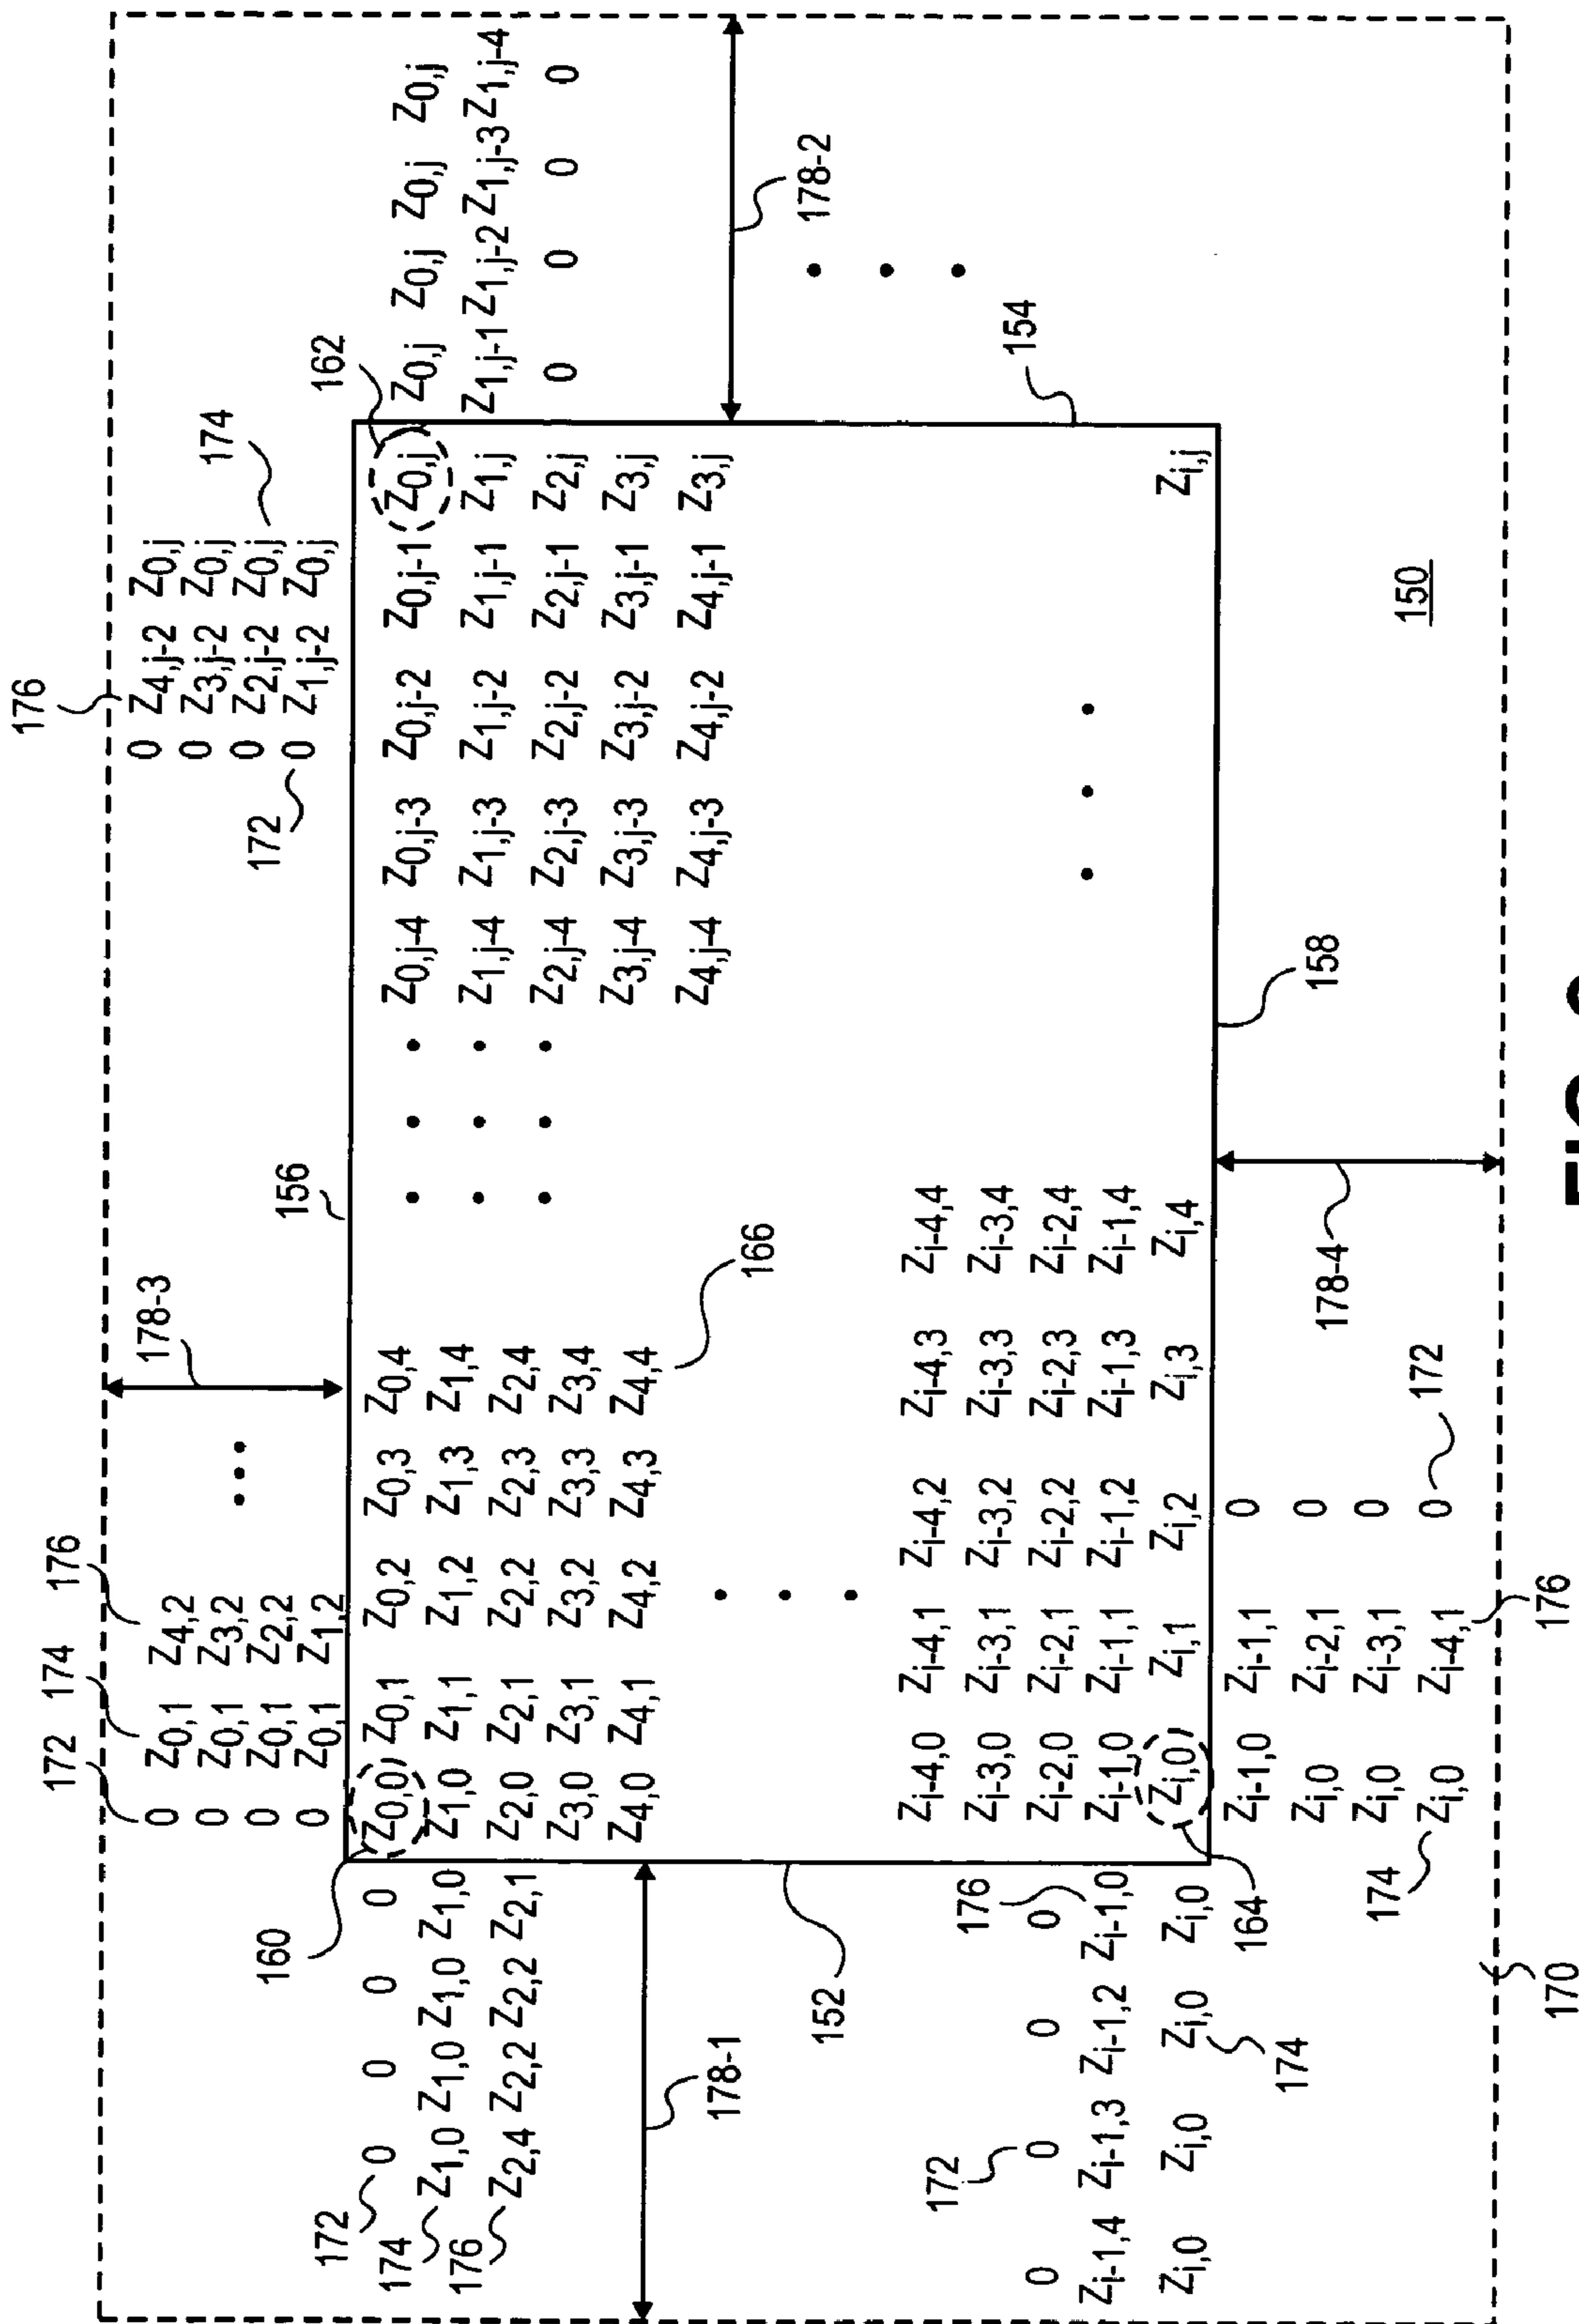 176
172 174 176 178-3 174
0 Z0,1 Z4,2 0 Z4,j-2 Z0,j
0 Z0,1 Z3,2 • • • 0 Z3,j-2 Z0,j
0 Z0,1 Z2,2 0 Z2,j-2 Z0,j
0 Z0,1 Z1,2 172 0 Z1,j-2 Z0,j
160 156 162
172 0 0 0 0 Z0,0 Z0,1 Z0,2 Z0,3 Z0,4 • • • Z0,j-4 Z0,j-3 Z0,j-2 Z0,j-1 Z0,j Z0,j Z0,j Z0,j Z0,j
174 Z1,0 Z1,0 Z1,0 Z1,0 Z1,0 Z1,1 Z1,2 Z1,3 Z1,4 • • • Z1,j-4 Z1,j-3 Z1,j-2 Z1,j-1 Z1,j Z1,j-1 Z1,j-2 Z1,j-3 Z1,j-4
176 Z2,4 Z2,2 Z2,2 Z2,1 Z2,0 Z2,1 Z2,2 Z2,3 Z2,4 • • • Z2,j-4 Z2,j-3 Z2,j-2 Z2,j-1 Z2,j 0 0 0 0
Z3,0 Z3,1 Z3,2 Z3,3 Z3,4 Z3,j-4 Z3,j-3 Z3,j-2 Z3,j-1 Z3,j
Z4,0 Z4,1 Z4,2 Z4,3 Z4,4 Z4,j-4 Z4,j-3 Z4,j-2 Z4,j-1 Z3,j
178-1 166 178-2
152 • • • • • • 154
Zi-4,0 Zi-4,1 Zi-4,2 Zi-4,3 Zi-4,4
172 176 Zi-3,0 Zi-3,1 Zi-3,2 Zi-3,3 Zi-3,4
0 0 0 0 Zi-2,0 Zi-2,1 Zi-2,2 Zi-2,3 Zi-2,4
Zi-1,4 Zi-1,3 Zi-1,2 Zi-1,0 Zi-1,0 Zi-1,1 Zi-1,2 Zi-1,3 Zi-1,4 • • •
Zi,0 Zi,0 Zi,0 Zi,0 Zi,0 Zi,1 Zi,2 Zi,3 Zi,4 Zi,j
174 164 Zi-1,0 Zi-1,1 0
Zi,0 Zi-2,1 0 158
Zi,0 Zi-3,1 0 178-4
174 Zi,0 Zi-4,1 0 172 150
176
170
FIG.